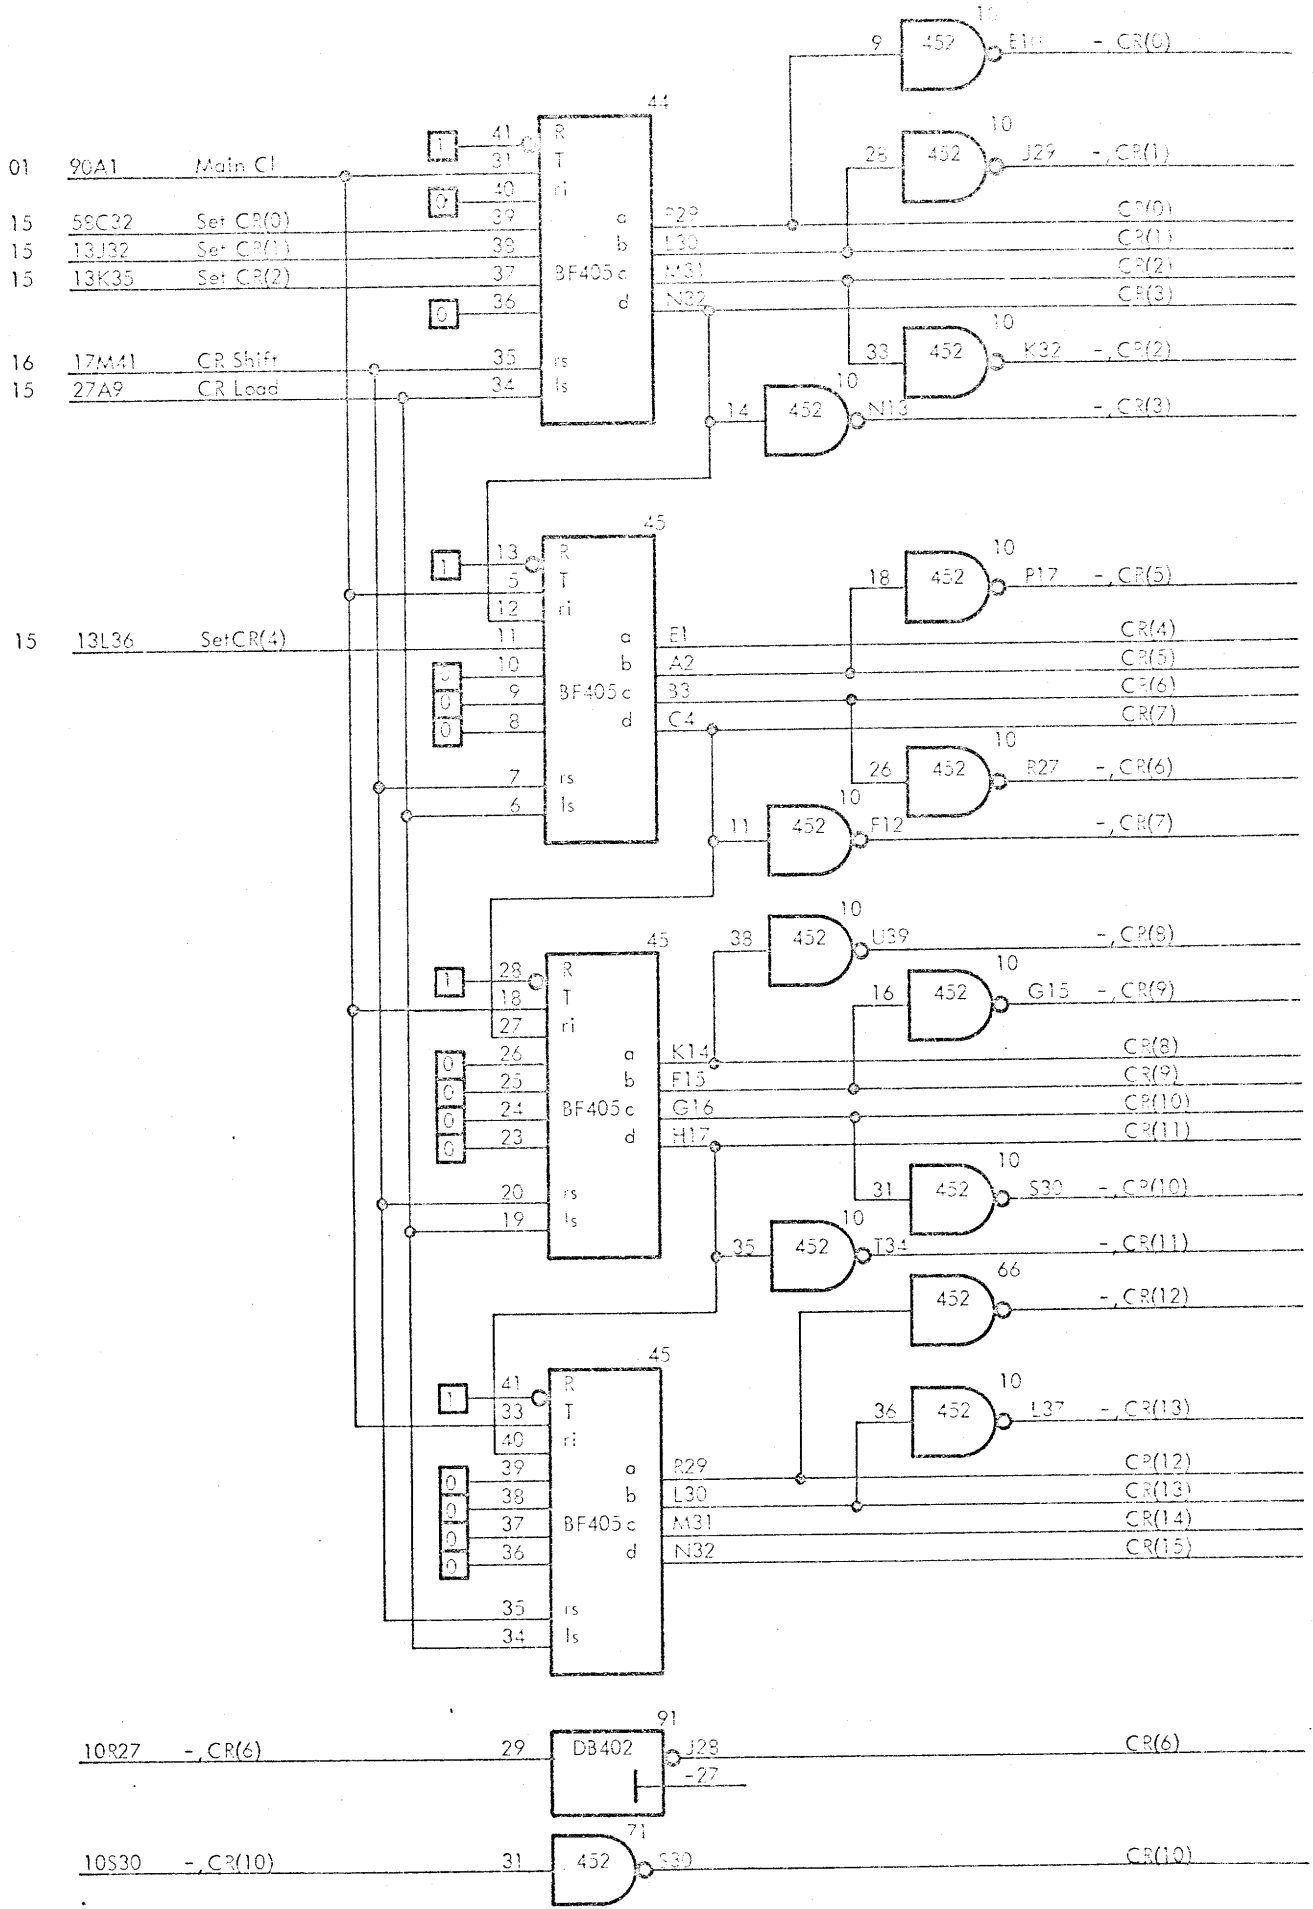 10
9 452 E10 -,CR(0)
44
10
1 41 R
28 452 J29 -,CR(1)
01 90A1 Main Cl 31 T
0 40 ri
15 58C32 Set CR(0) 39 a R29 CR(0)
15 13J32 Set CR(1) 38 b L30 CR(1)
15 13K35 Set CR(2) 37 BF405 c M31 CR(2)
0 36 d N32 CR(3)
10
33 452 K32 -,CR(2)
16 17M41 CR Shift 35 rs
15 27A9 CR Load 34 ls
10
14 452 N13 -,CR(3)
45
10
1 13 R
18 452 P17 -,CR(5)
5 T
12 ri
15 13L36 SetCR(4) 11 a E1 CR(4)
0 10 b A2 CR(5)
0 9 BF405 c B3 CR(6)
0 8 d C4 CR(7)
10
26 452 R27 -,CR(6)
7 rs
6 ls
10
11 452 F12 -,CR(7)
10
38 452 U39 -,CR(8)
45
10
1 28 R
16 452 G15 -,CR(9)
18 T
27 ri
0 26 a K14 CR(8)
0 25 b F15 CR(9)
0 24 BF405 c G16 CR(10)
0 23 d H17 CR(11)
10
31 452 S30 -,CR(10)
20 rs
19 ls
10
35 452 T34 -,CR(11)
66
452 -,CR(12)
45
10
1 41 R
36 452 L37 -,CR(13)
33 T
40 ri
0 39 a R29 CR(12)
0 38 b L30 CR(13)
0 37 BF405 c M31 CR(14)
0 36 d N32 CR(15)
35 rs
34 ls
91
10R27 -,CR(6) 29 DB402 J28 CR(6)
-27
71
10S30 -,CR(10) 31 452 S30 CR(10)